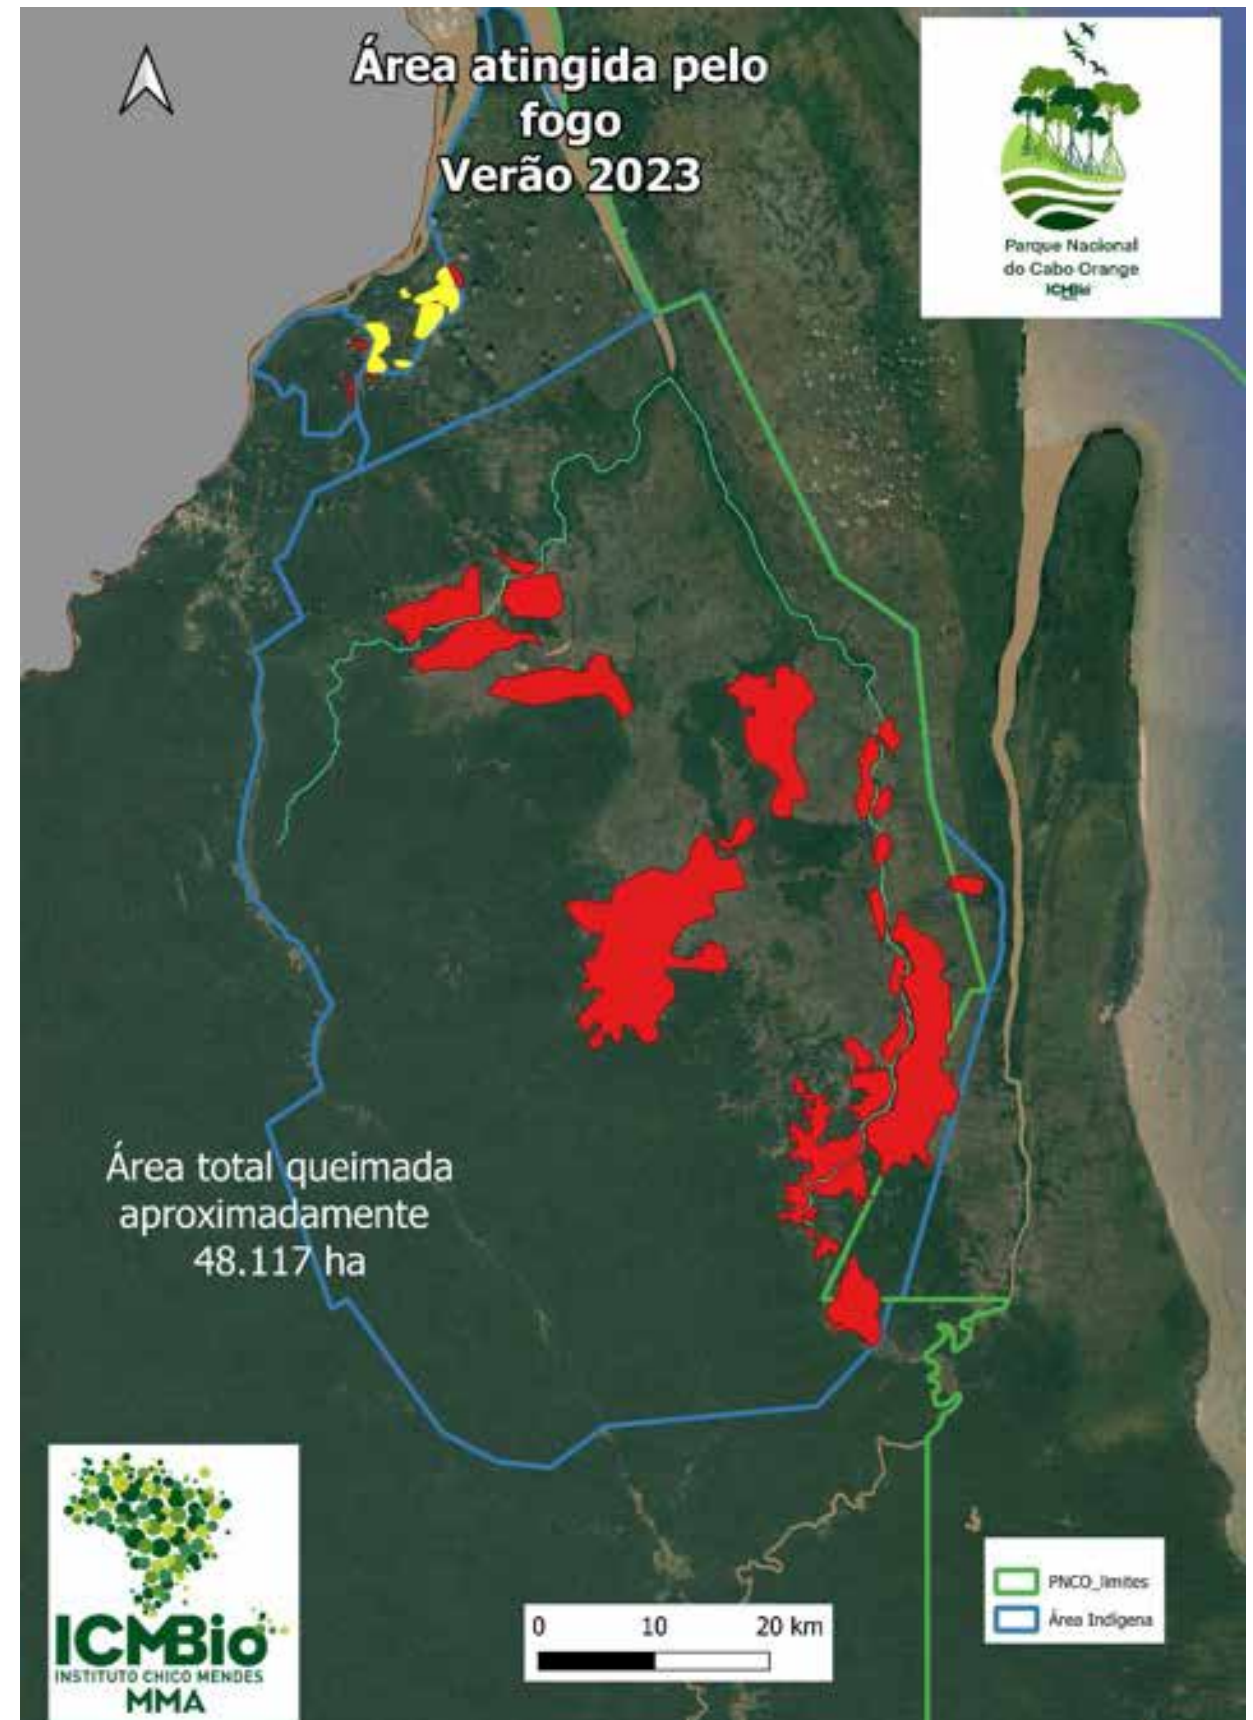 Área atingida pelo
fogo
Verão 2023
Parque Nacional
do Cabo Orange
ICMBio
Área total queimada
aproximadamente
48.117 ha
ICMBio
INSTITUTO CHICO MENDES
MMA
0 10 20 km
PNCO_limites
Área Indígena